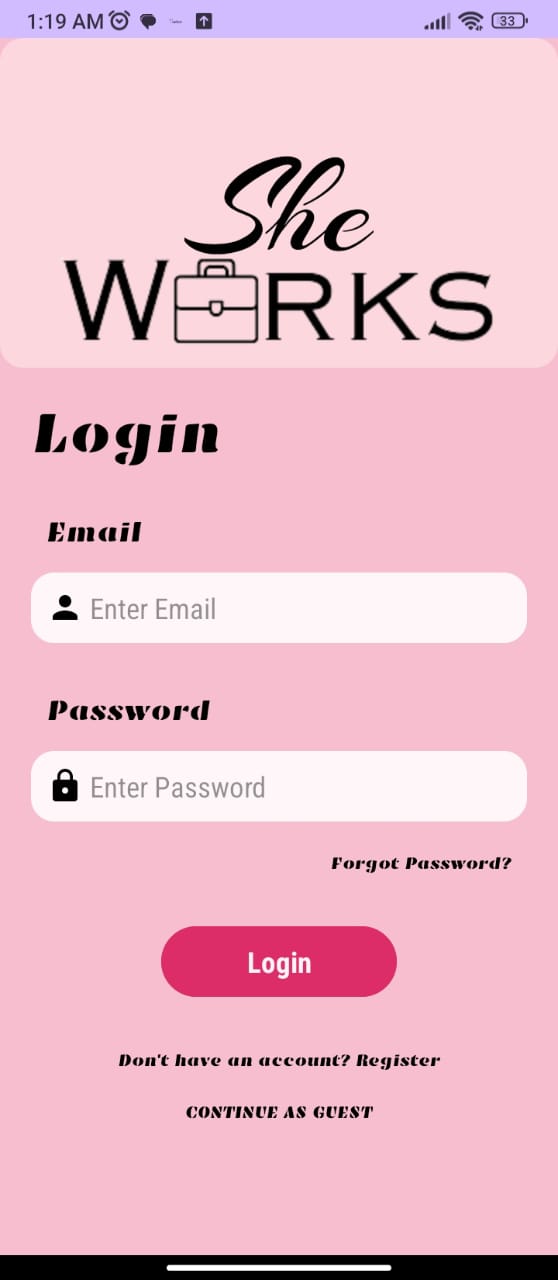 1:19 AM
33
She
WORKS
Login
Email
Enter Email
Password
Enter Password
Forgot Password?
Login
Don't have an account? Register
CONTINUE AS GUEST